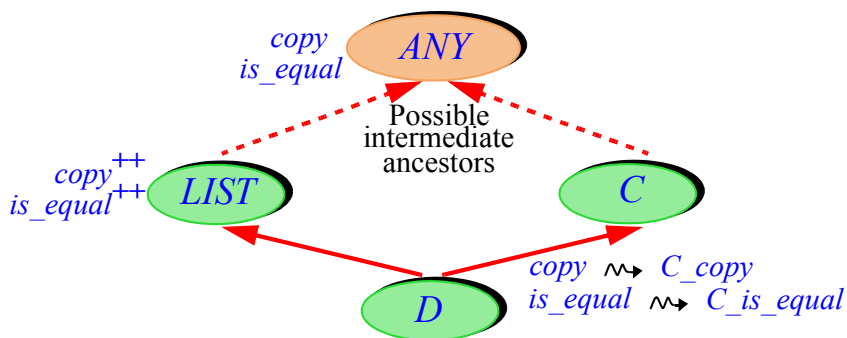 copy
is_equal
ANY
Possible
intermediate
ancestors
copy++
is_equal++
LIST
C
copy C_copy
is_equal C_is_equal
D